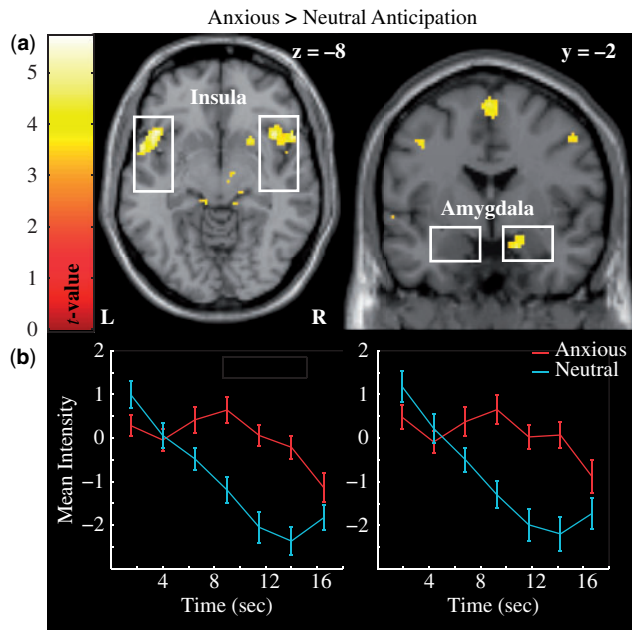 Anxious > Neutral Anticipation
(a)
z = –8
y = –2
Insula
Amygdala
5
4
3
2
1
0
t-value
L
R
(b)
Anxious
Neutral
2
1
0
−1
−2
Mean Intensity
4
8
12
16
Time (sec)
2
1
0
−1
−2
4
8
12
16
Time (sec)